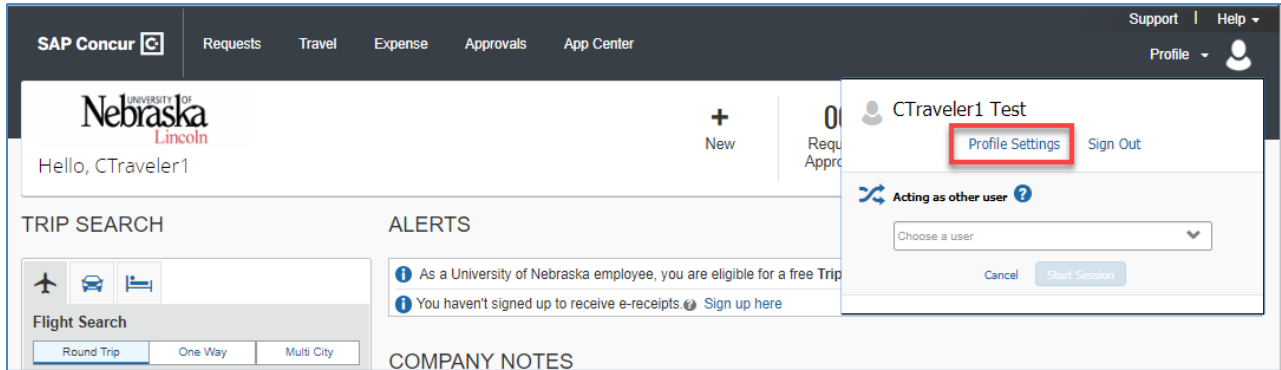 Support | Help
SAP Concur C. Requests Travel Expense Approvals App Center
Profile
UNIVERSITY OF
Nebraska
Lincoln
Hello, CTraveler1
+
New
CTraveler1 Test
Profile Settings Sign Out
Acting as other user ?
Choose a user
Cancel Start Session
TRIP SEARCH
Flight Search
Round Trip One Way Multi City
ALERTS
As a University of Nebraska employee, you are eligible for a free Trip
You haven't signed up to receive e-receipts. ? Sign up here
COMPANY NOTES